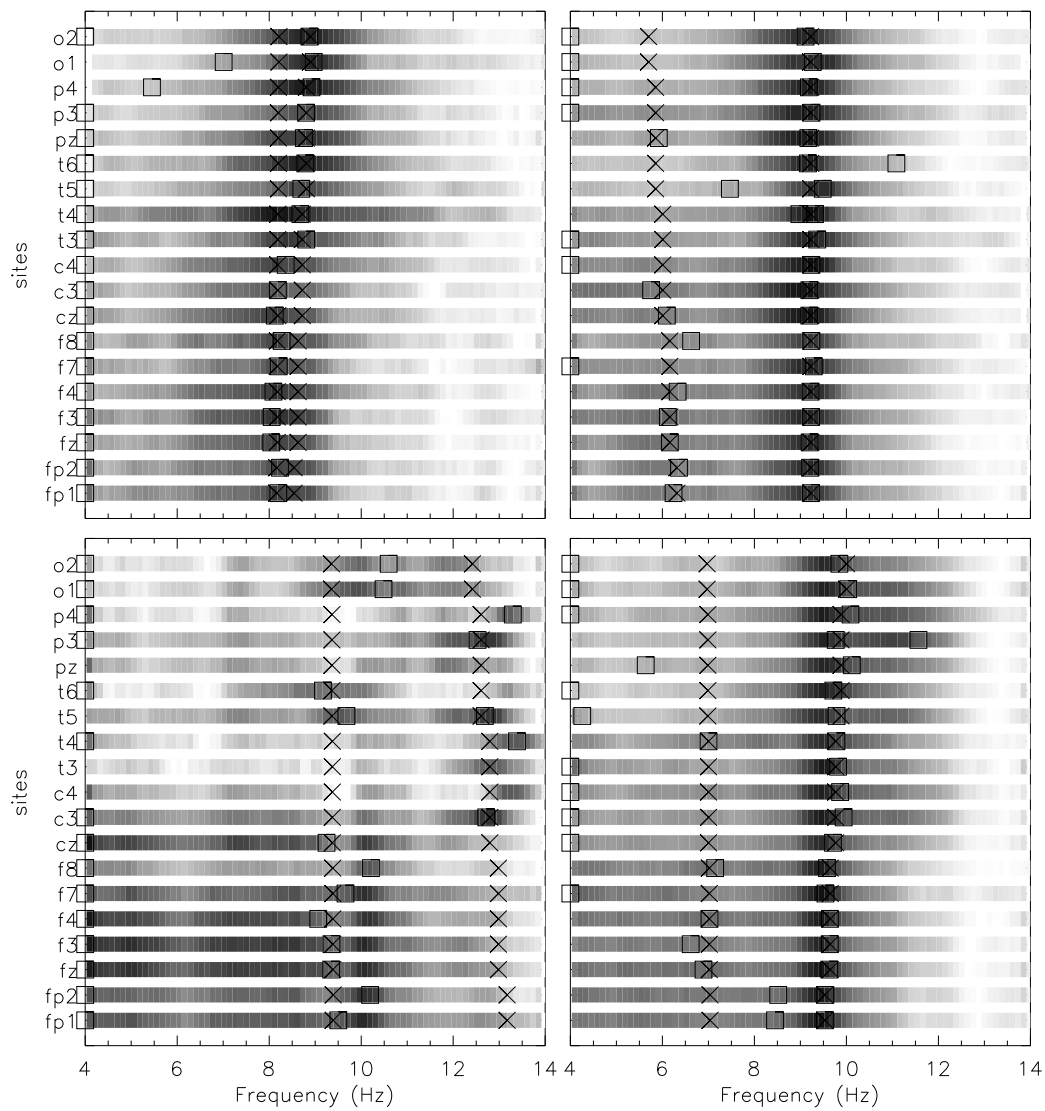 o2
o1
p4
p3
pz
t6
t5
t4
t3
c4
c3
cz
f8
f7
f4
f3
fz
fp2
fp1
sites
o2
o1
p4
p3
pz
t6
t5
t4
t3
c4
c3
cz
f8
f7
f4
f3
fz
fp2
fp1
sites
4 6 8 10 12 14 4 6 8 10 12 14
Frequency (Hz) Frequency (Hz)